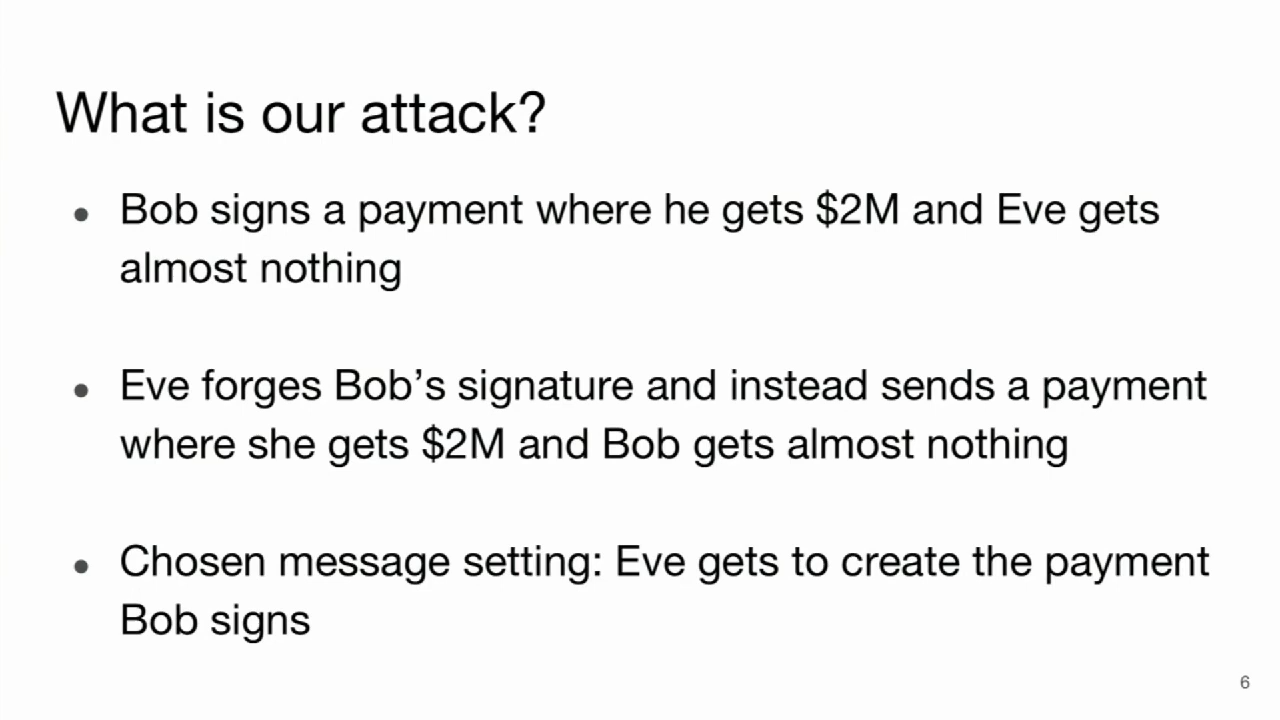 What is our attack?
● Bob signs a payment where he gets $2M and Eve gets
almost nothing
● Eve forges Bob’s signature and instead sends a payment
where she gets $2M and Bob gets almost nothing
● Chosen message setting: Eve gets to create the payment
Bob signs
6